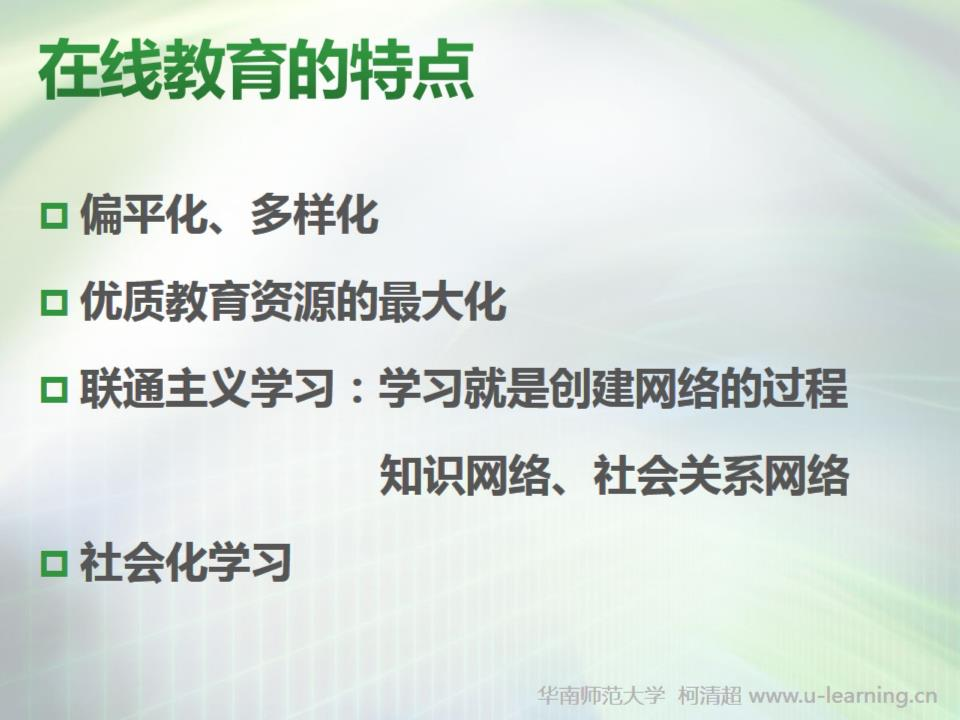 在线教育的特点
偏平化、多样化
优质教育资源的最大化
联通主义学习：学习就是创建网络的过程
知识网络、社会关系网络
社会化学习
华南师范大学 柯清超 www.u-learning.cn